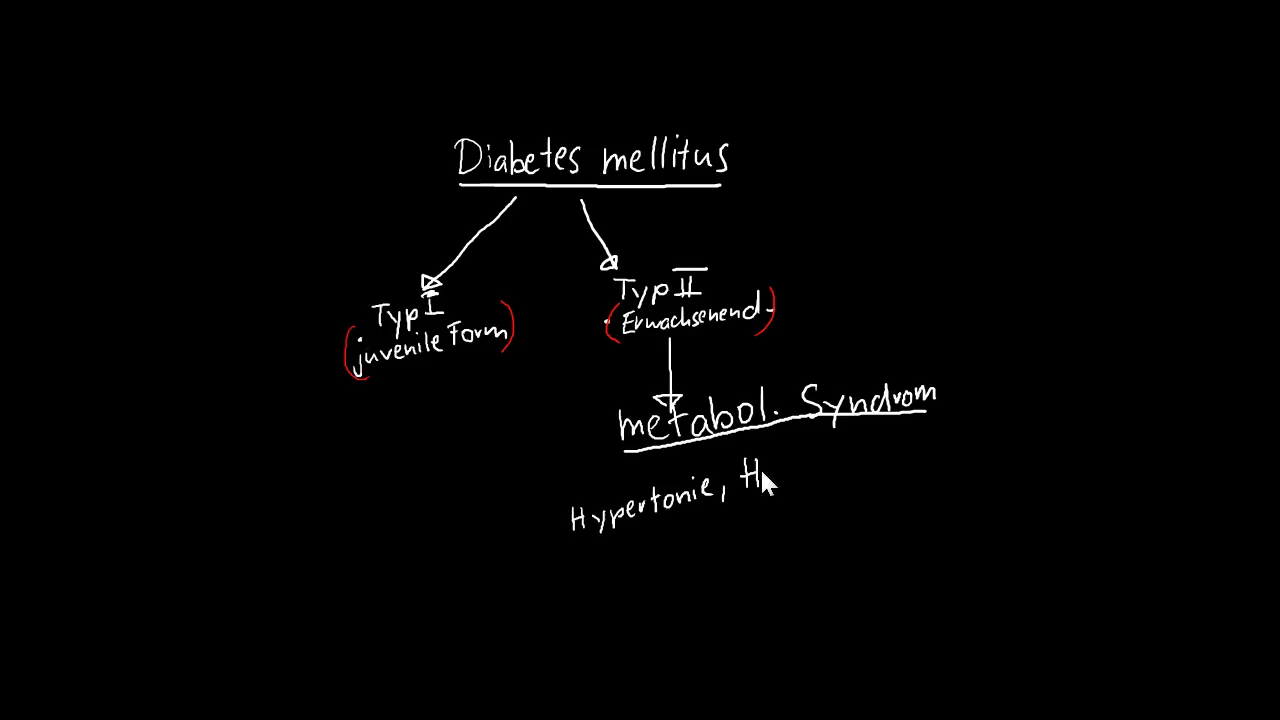 Diabetes mellitus
Typ I
(juvenile Form)
Typ II
(Erwachsenend.)
metabol. Syndrom
Hypertonie, H